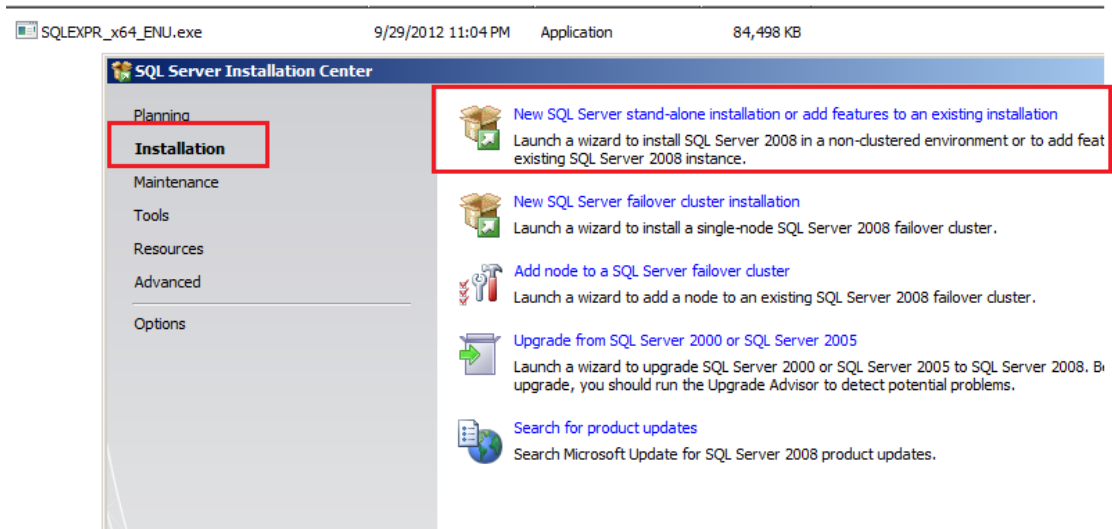 SQLEXPR_x64_ENU.exe 9/29/2012 11:04 PM Application 84,498 KB
SQL Server Installation Center
Planning
Installation
Maintenance
Tools
Resources
Advanced
Options
New SQL Server stand-alone installation or add features to an existing installation
Launch a wizard to install SQL Server 2008 in a non-clustered environment or to add feat
existing SQL Server 2008 instance.
New SQL Server failover cluster installation
Launch a wizard to install a single-node SQL Server 2008 failover cluster.
Add node to a SQL Server failover cluster
Launch a wizard to add a node to an existing SQL Server 2008 failover cluster.
Upgrade from SQL Server 2000 or SQL Server 2005
Launch a wizard to upgrade SQL Server 2000 or SQL Server 2005 to SQL Server 2008. B
upgrade, you should run the Upgrade Advisor to detect potential problems.
Search for product updates
Search Microsoft Update for SQL Server 2008 product updates.